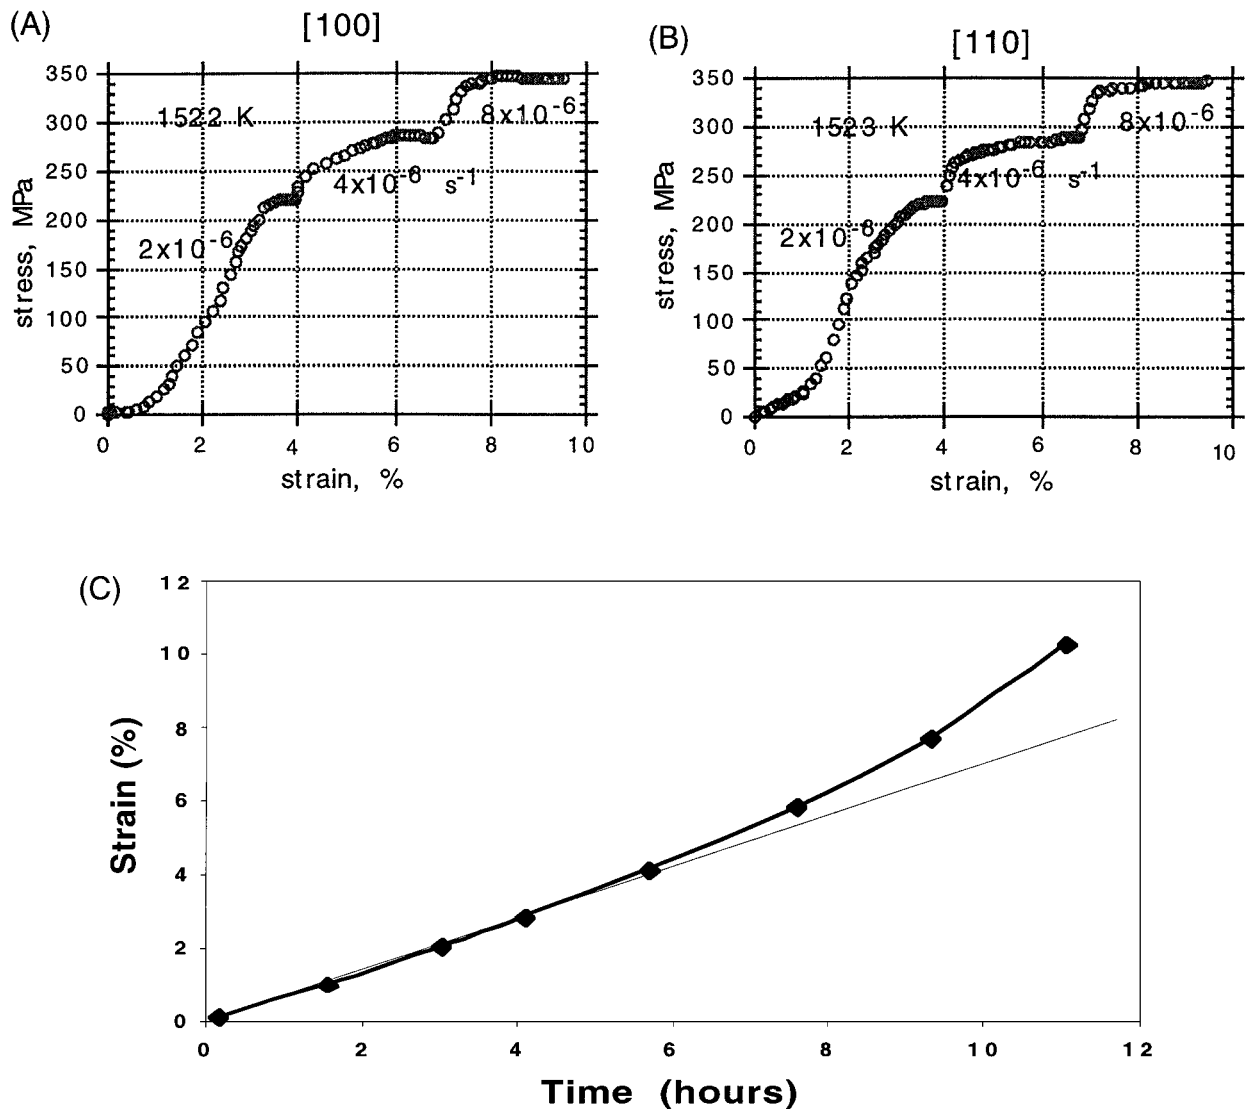 (A)
[100]
350
300
250
200
150
100
50
0
stress, MPa
1522 K
8x10⁻⁶
4x10⁻⁶ s⁻¹
2x10⁻⁶
0 2 4 6 8 10
strain, %
(B)
[110]
350
300
250
200
150
100
50
0
stress, MPa
1523 K
8x10⁻⁶
4x10⁻⁶ s⁻¹
2x10⁻⁶
0 2 4 6 8 10
strain, %
(C)
12
10
8
6
4
2
0
Strain (%)
0 2 4 6 8 10 12
Time (hours)